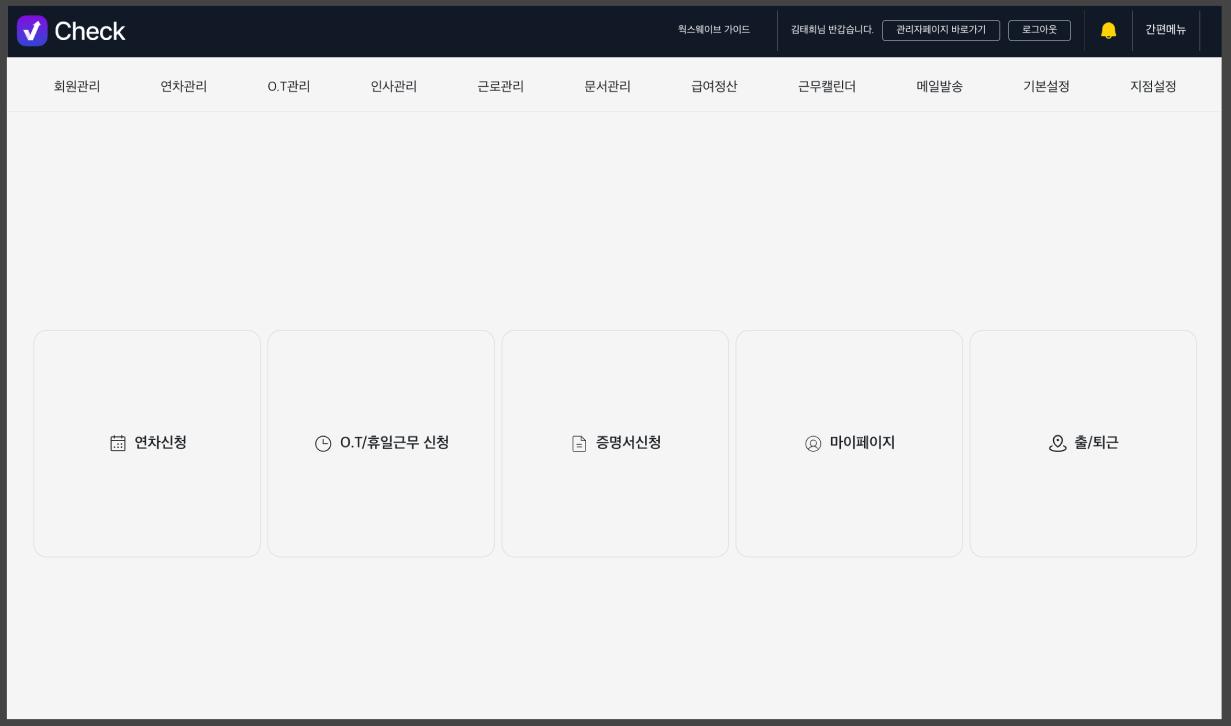 Check
웍스웨이브 가이드
김태희님 반갑습니다.
관리자페이지 바로가기
로그아웃
간편메뉴
회원관리
연차관리
O.T관리
인사관리
근로관리
문서관리
급여정산
근무캘린더
메일발송
기본설정
지점설정
연차신청
O.T/휴일근무 신청
증명서신청
마이페이지
출/퇴근